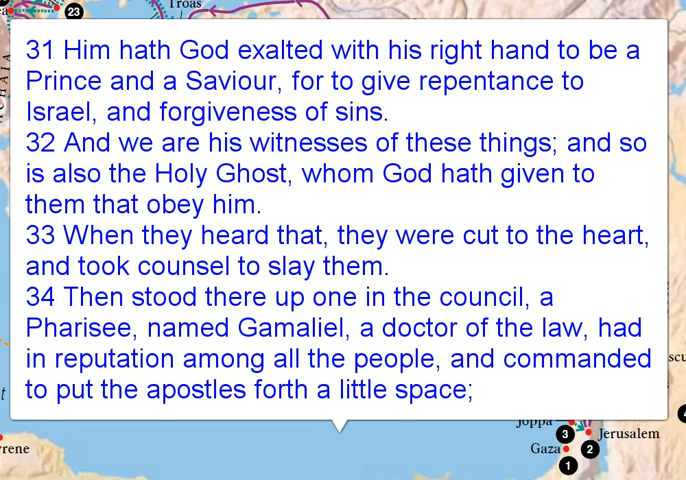 23
Troas
31 Him hath God exalted with his right hand to be a
Prince and a Saviour, for to give repentance to
Israel, and forgiveness of sins.
32 And we are his witnesses of these things; and so
is also the Holy Ghost, whom God hath given to
them that obey him.
33 When they heard that, they were cut to the heart,
and took counsel to slay them.
34 Then stood there up one in the council, a
Pharisee, named Gamaliel, a doctor of the law, had
in reputation among all the people, and commanded
to put the apostles forth a little space;
Joppa
3 Jerusalem
Gaza 2
1